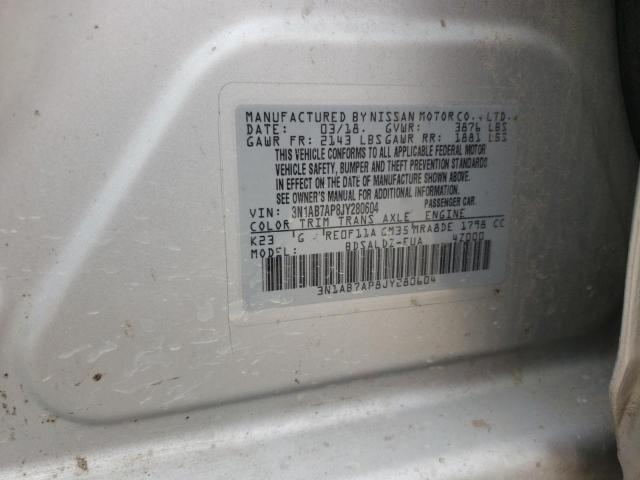 MANUFACTURED BY NISSAN MOTOR CO., LTD.
DATE: 03/18 GVWR: 3876 LBS
GAWR FR: 2143 LBS GAWR RR: 1881 LBS
THIS VEHICLE CONFORMS TO ALL APPLICABLE FEDERAL MOTOR
VEHICLE SAFETY, BUMPER AND THEFT PREVENTION STANDARDS
IN EFFECT ON THE DATE OF MANUFACTURE SHOWN ABOVE.
SEE OWNER'S MANUAL FOR ADDITIONAL INFORMATION.
VIN: 3N1AB7AP8JY280604 PASSENGER CAR.
COLOR TRIM TRANS AXLE ENGINE
K23 G RE0F11A CM35 MRA8DE 1798 CC
MODEL: BDSALDZ-EUA 4Z000
3N1AB7AP8JY280604